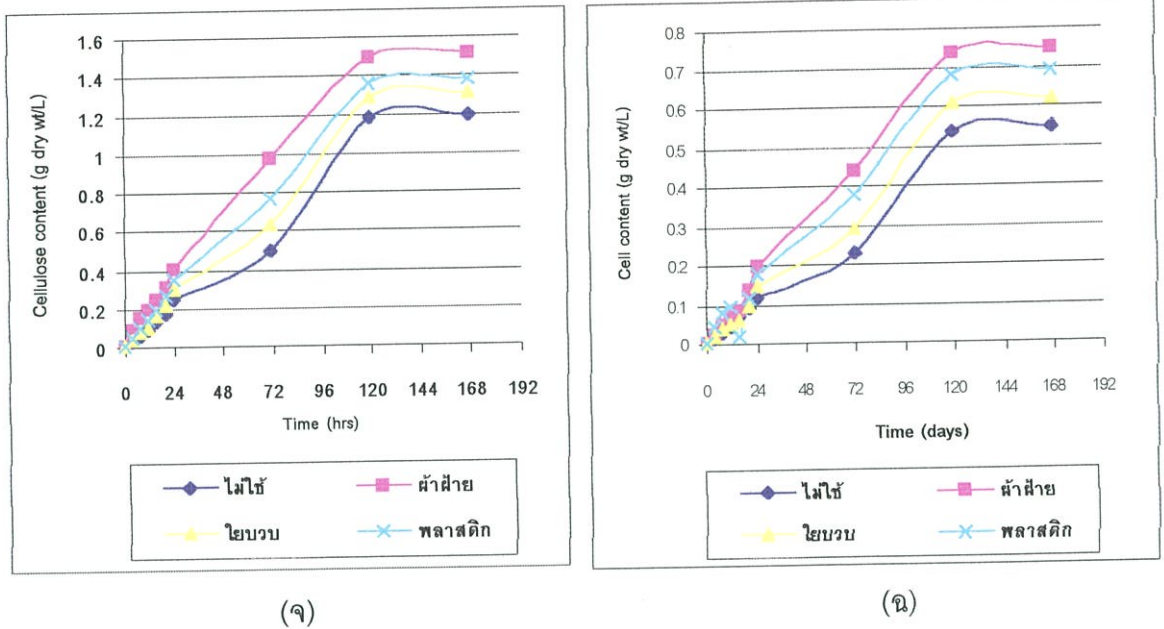 Cellulose content (g dry wt/L)
1.6
1.4
1.2
1
0.8
0.6
0.4
0.2
0
0 24 48 72 96 120 144 168 192
Time (hrs)
ไม่ใช้ ผ้าฝ้าย
ใยบวบ พลาสติก
(จ)
Cell content (g dry wt/L)
0.8
0.7
0.6
0.5
0.4
0.3
0.2
0.1
0
0 24 48 72 96 120 144 168 192
Time (days)
ไม่ใช้ ผ้าฝ้าย
ใยบวบ พลาสติก
(ฉ)